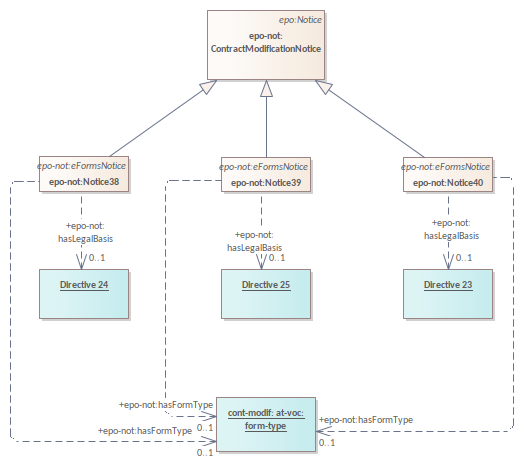 epo:Notice
epo-not:
ContractModificationNotice
epo-not:eFormsNotice
epo-not:Notice38
epo-not:eFormsNotice
epo-not:Notice39
epo-not:eFormsNotice
epo-not:Notice40
+epo-not:
hasLegalBasis
0..1
+epo-not:
hasLegalBasis
0..1
+epo-not:
hasLegalBasis
0..1
Directive 24
Directive 25
Directive 23
+epo-not:hasFormType
0..1
+epo-not:hasFormType
0..1
cont-modif: at-voc:
form-type
+epo-not:hasFormType
0..1